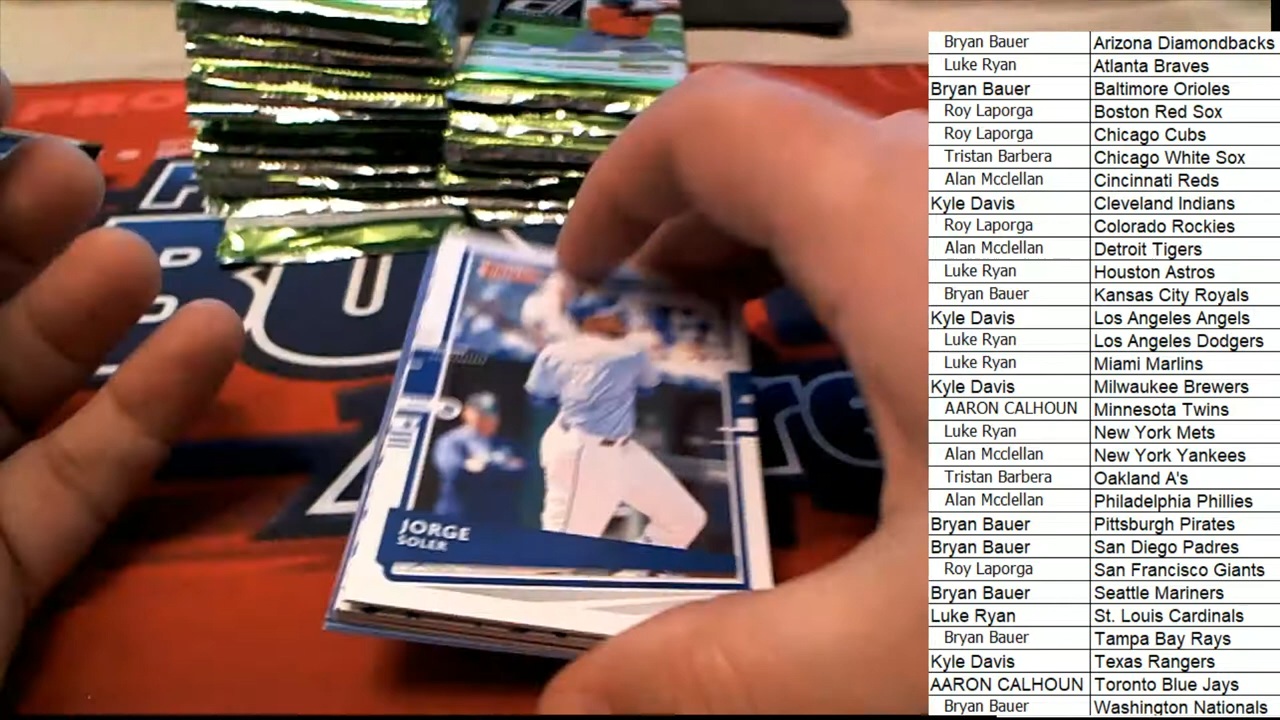 JORGE
SOLER
Bryan Bauer Arizona Diamondbacks
Luke Ryan Atlanta Braves
Bryan Bauer Baltimore Orioles
Roy Laporga Boston Red Sox
Roy Laporga Chicago Cubs
Tristan Barbera Chicago White Sox
Alan Mcclellan Cincinnati Reds
Kyle Davis Cleveland Indians
Roy Laporga Colorado Rockies
Alan Mcclellan Detroit Tigers
Luke Ryan Houston Astros
Bryan Bauer Kansas City Royals
Kyle Davis Los Angeles Angels
Luke Ryan Los Angeles Dodgers
Luke Ryan Miami Marlins
Kyle Davis Milwaukee Brewers
AARON CALHOUN Minnesota Twins
Luke Ryan New York Mets
Alan Mcclellan New York Yankees
Tristan Barbera Oakland A's
Alan Mcclellan Philadelphia Phillies
Bryan Bauer Pittsburgh Pirates
Bryan Bauer San Diego Padres
Roy Laporga San Francisco Giants
Bryan Bauer Seattle Mariners
Luke Ryan St. Louis Cardinals
Bryan Bauer Tampa Bay Rays
Kyle Davis Texas Rangers
AARON CALHOUN Toronto Blue Jays
Bryan Bauer Washington Nationals